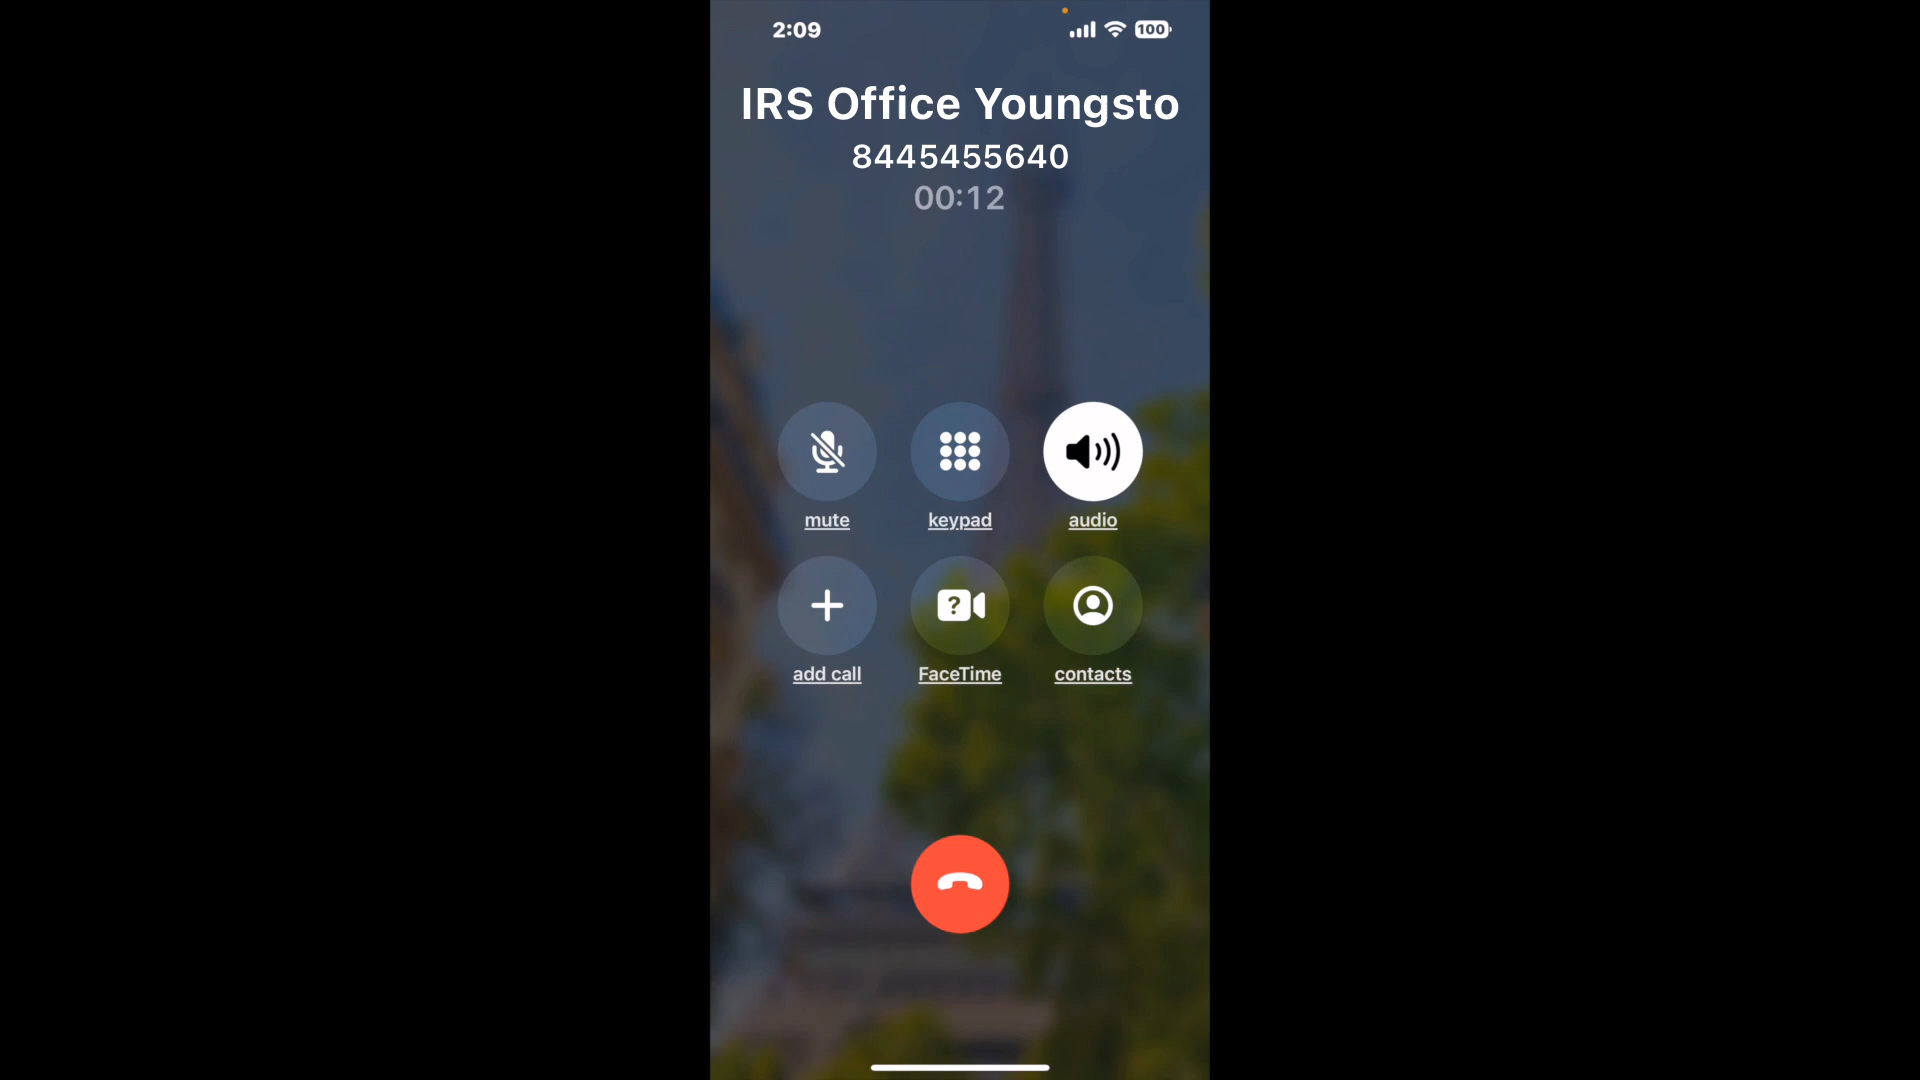 2:09
100
IRS Office Youngsto
8445455640
00:12
mute
keypad
audio
?
add call
FaceTime
contacts